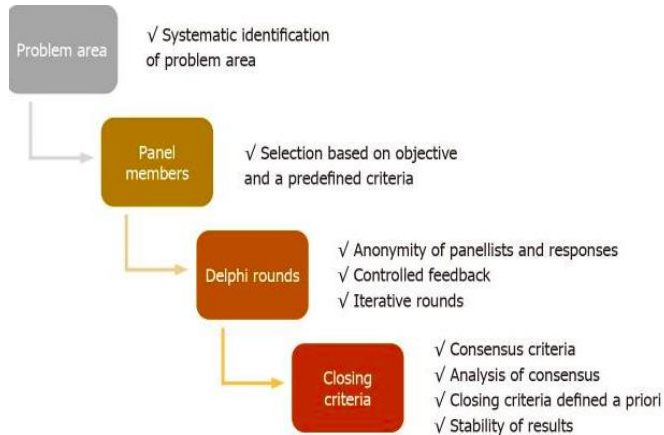 Problem area
√ Systematic identification
of problem area
Panel
members
√ Selection based on objective
and a predefined criteria
Delphi rounds
√ Anonymity of panellists and responses
√ Controlled feedback
√ Iterative rounds
Closing
criteria
√ Consensus criteria
√ Analysis of consensus
√ Closing criteria defined a priori
√ Stability of results